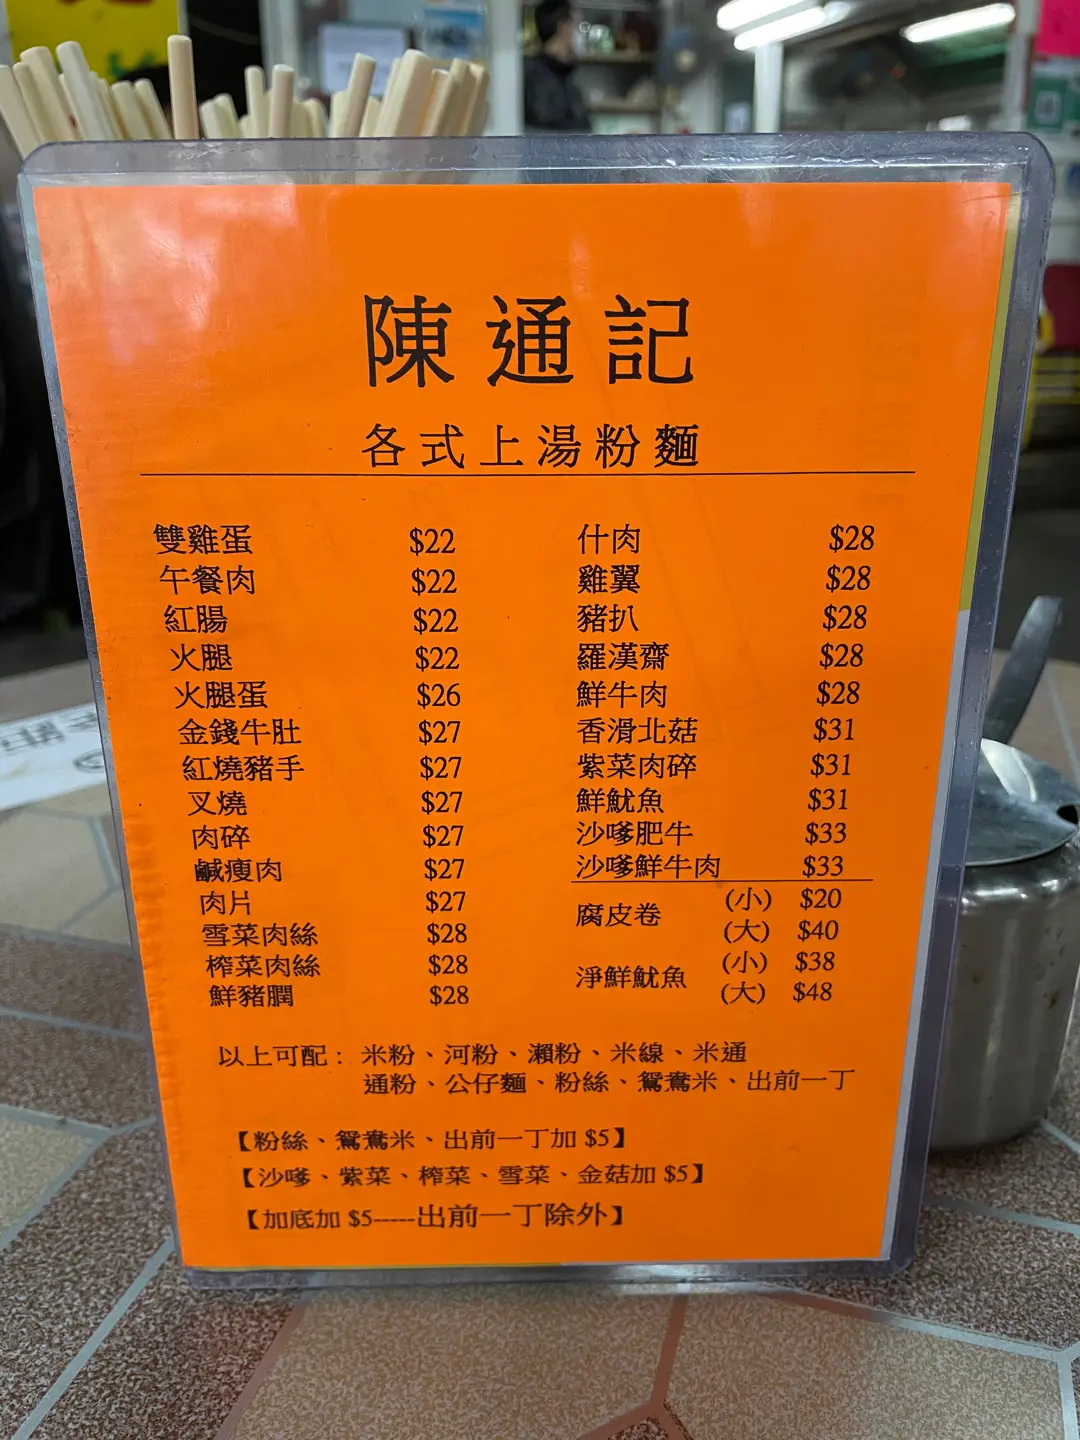 陳通記
各式上湯粉麵
雙雞蛋 $22
午餐肉 $22
紅腸 $22
火腿 $22
火腿蛋 $26
金錢牛肚 $27
紅燒豬手 $27
叉燒 $27
肉碎 $27
鹹瘦肉 $27
肉片 $27
雪菜肉絲 $28
榨菜肉絲 $28
鮮豬膶 $28
什肉 $28
雞翼 $28
豬扒 $28
羅漢齋 $28
鮮牛肉 $28
香滑北菇 $31
紫菜肉碎 $31
鮮魷魚 $31
沙嗲肥牛 $33
沙嗲鮮牛肉 $33
腐皮卷 (小) $20
(大) $40
淨鮮魷魚 (小) $38
(大) $48
以上可配：米粉、河粉、瀨粉、米線、米通
通粉、公仔麵、粉絲、鴛鴦米、出前一丁
【粉絲、鴛鴦米、出前一丁加 $5】
【沙嗲、紫菜、榨菜、雪菜、金菇加 $5】
【加底加 $5-----出前一丁除外】